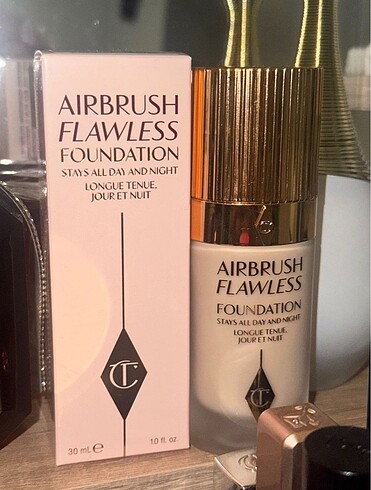 AIRBRUSH
FLAWLESS
FOUNDATION
STAYS ALL DAY AND NIGHT
LONGUE TENUE,
JOUR ET NUIT
CT
30 mL e
1.0 fl. oz.
AIRBRUSH
FLAWLESS
FOUNDATION
STAYS ALL DAY AND NIGHT
LONGUE TENUE,
JOUR ET NUIT
CT